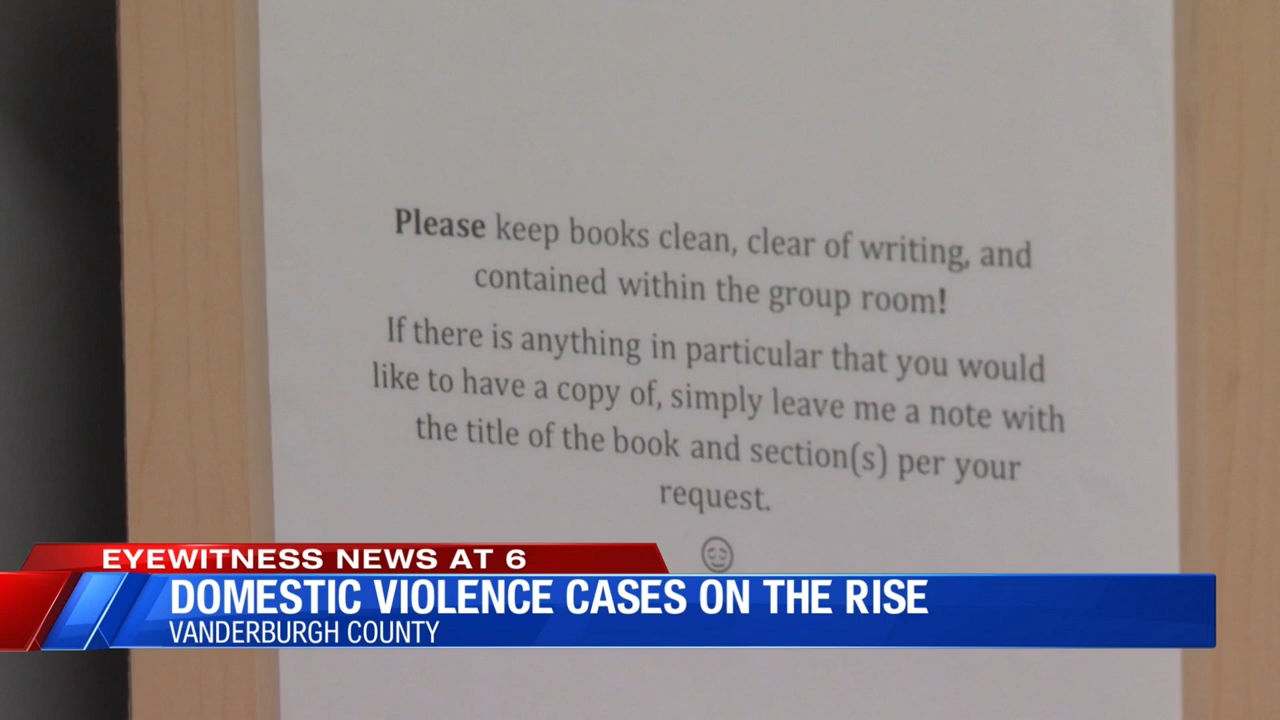 Please keep books clean, clear of writing, and
contained within the group room!
If there is anything in particular that you would
like to have a copy of, simply leave me a note with
the title of the book and section(s) per your
request.
EYEWITNESS NEWS AT 6
DOMESTIC VIOLENCE CASES ON THE RISE
VANDERBURGH COUNTY